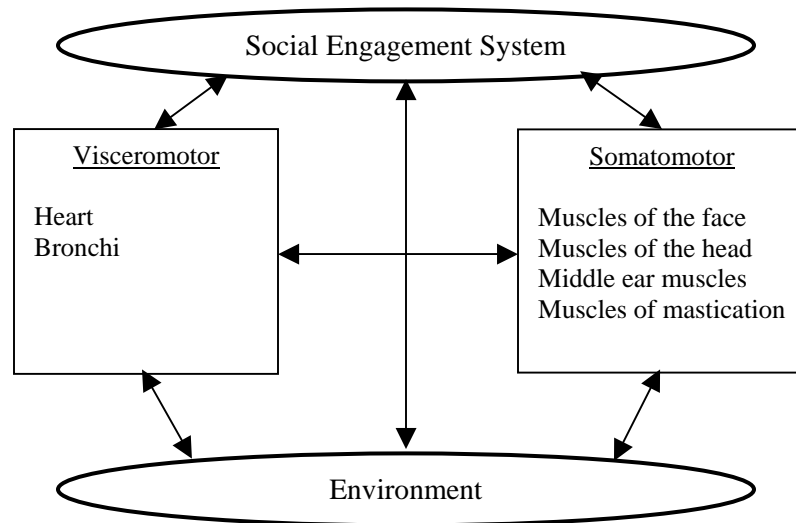 Social Engagement System
Visceromotor
Heart
Bronchi
Somatomotor
Muscles of the face
Muscles of the head
Middle ear muscles
Muscles of mastication
Environment